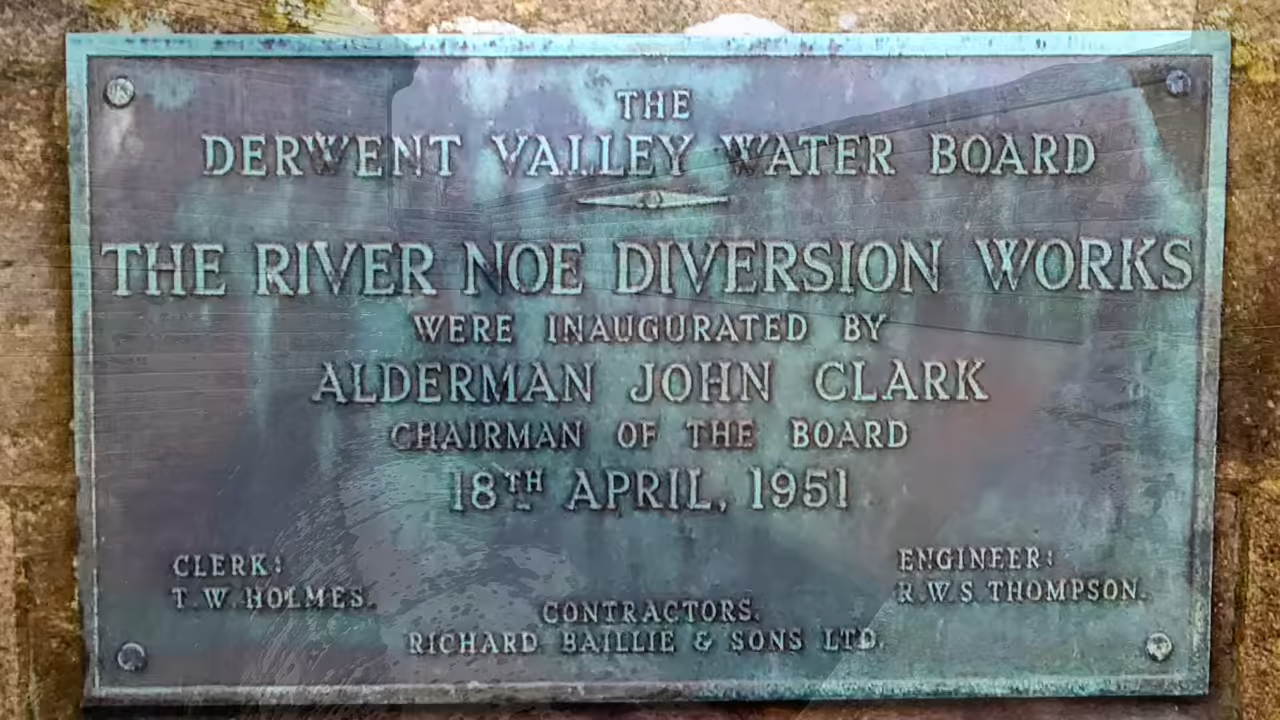 THE
DERWENT VALLEY WATER BOARD
THE RIVER NOE DIVERSION WORKS
WERE INAUGURATED BY
ALDERMAN JOHN CLARK
CHAIRMAN OF THE BOARD
18TH APRIL, 1951
CLERK:
T.W.HOLMES.
ENGINEER:
R.W.S THOMPSON.
CONTRACTORS.
RICHARD BAILLIE & SONS LTD.